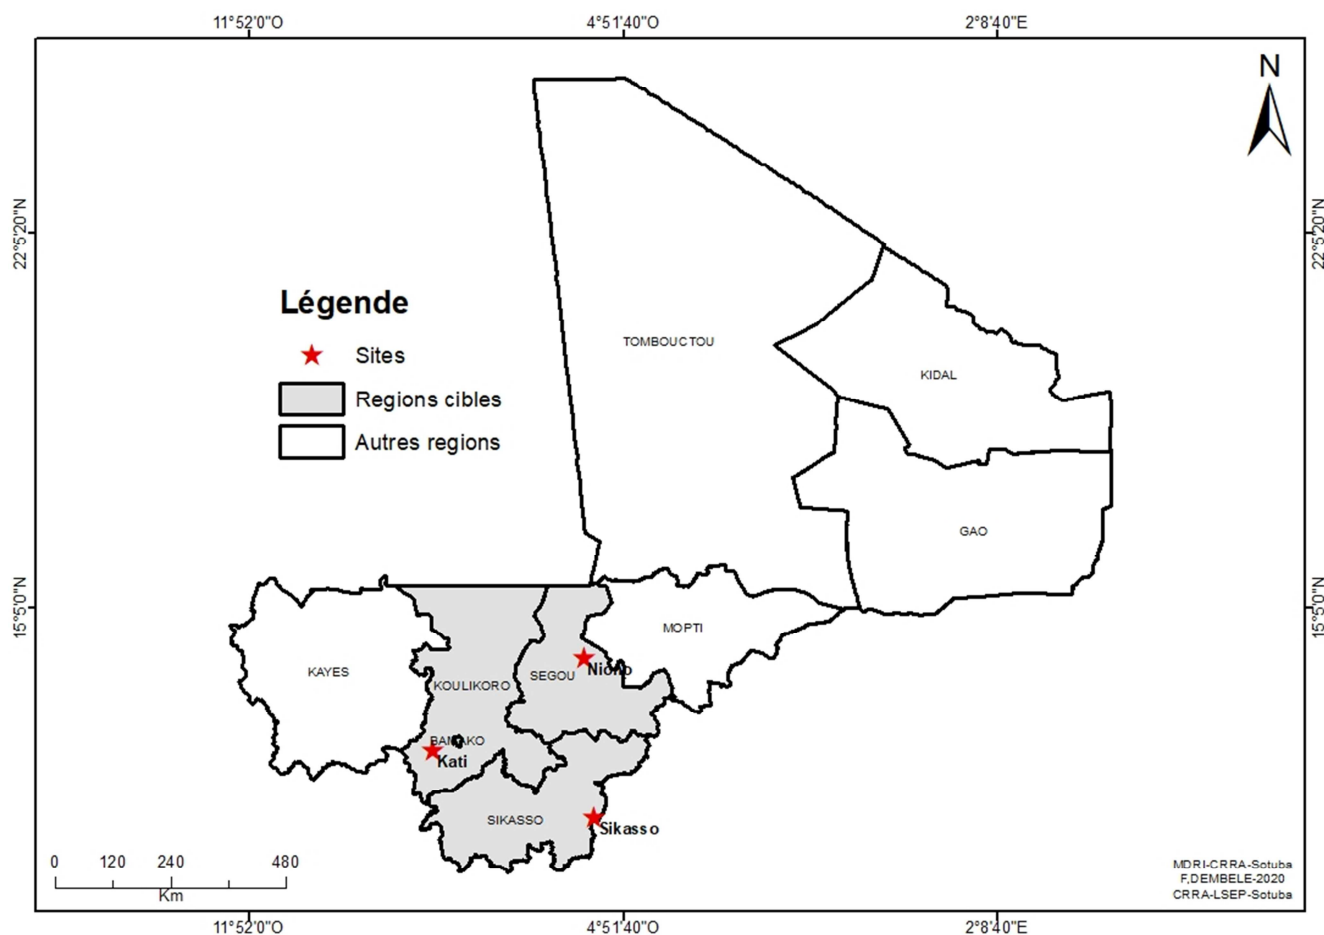 11°52'0"O 4°51'40"O 2°8'40"E
N
22°5'20"N 22°5'20"N
Légende
Sites
Regions cibles
Autres regions
TOMBOUCTOU
KIDAL
GAO
15°5'0"N 15°5'0"N
MOPTI
KAYES
SEGOU
Niono
KOULIKORO
BAMAKO
Kati
SIKASSO
Sikasso
0 120 240 480
Km
MDRI-CRRA-Sotuba
F,DEMBELE-2020
CRRA-LSEP-Sotuba
11°52'0"O 4°51'40"O 2°8'40"E